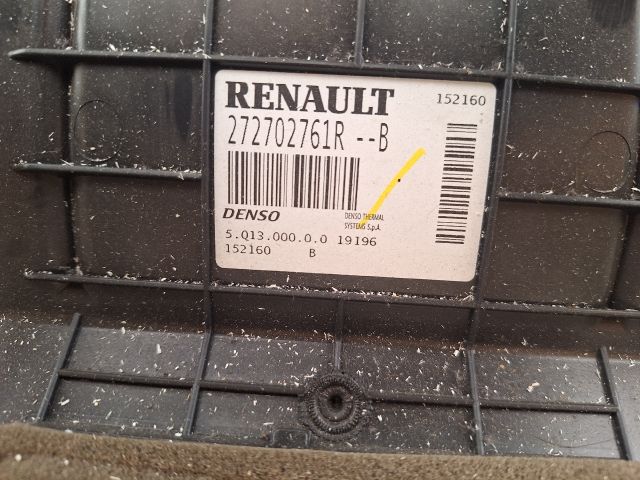 RENAULT 152160
272702761R --B
DENSO DENSO THERMAL
SYSTEMS S.p.A.
5.Q13.000.0.0 19196
152160 B